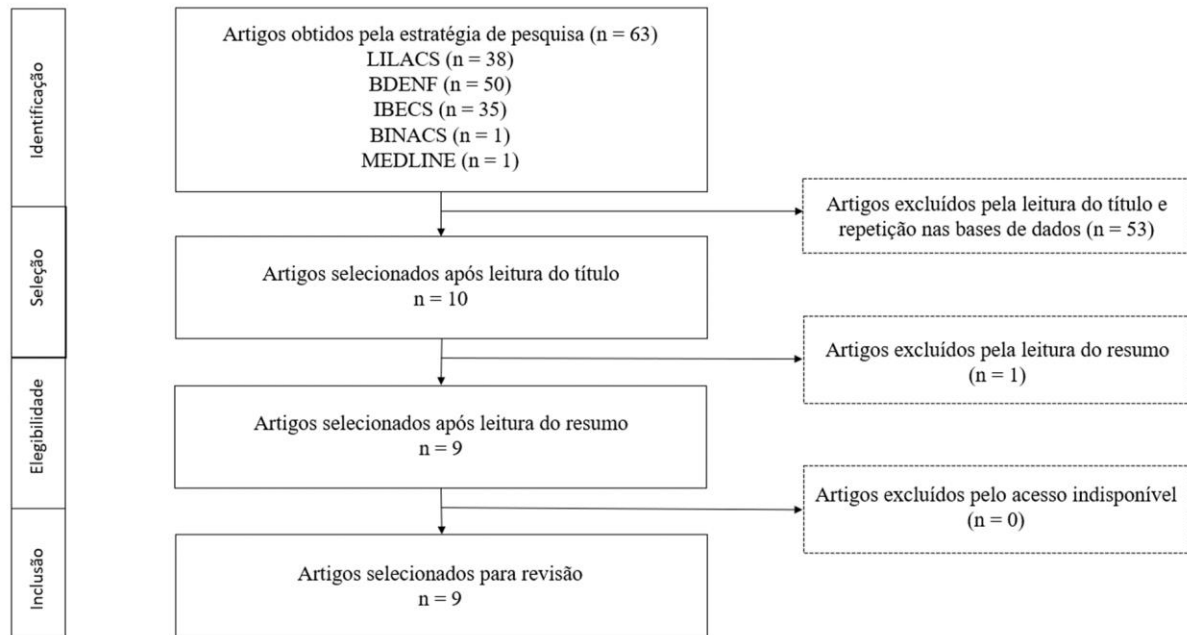 Identificação
Artigos obtidos pela estratégia de pesquisa (n = 63)
LILACS (n = 38)
BDENF (n = 50)
IBECS (n = 35)
BINACS (n = 1)
MEDLINE (n = 1)
Artigos excluídos pela leitura do título e
repetição nas bases de dados (n = 53)
Seleção
Artigos selecionados após leitura do título
n = 10
Artigos excluídos pela leitura do resumo
(n = 1)
Elegibilidade
Artigos selecionados após leitura do resumo
n = 9
Artigos excluídos pelo acesso indisponível
(n = 0)
Inclusão
Artigos selecionados para revisão
n = 9